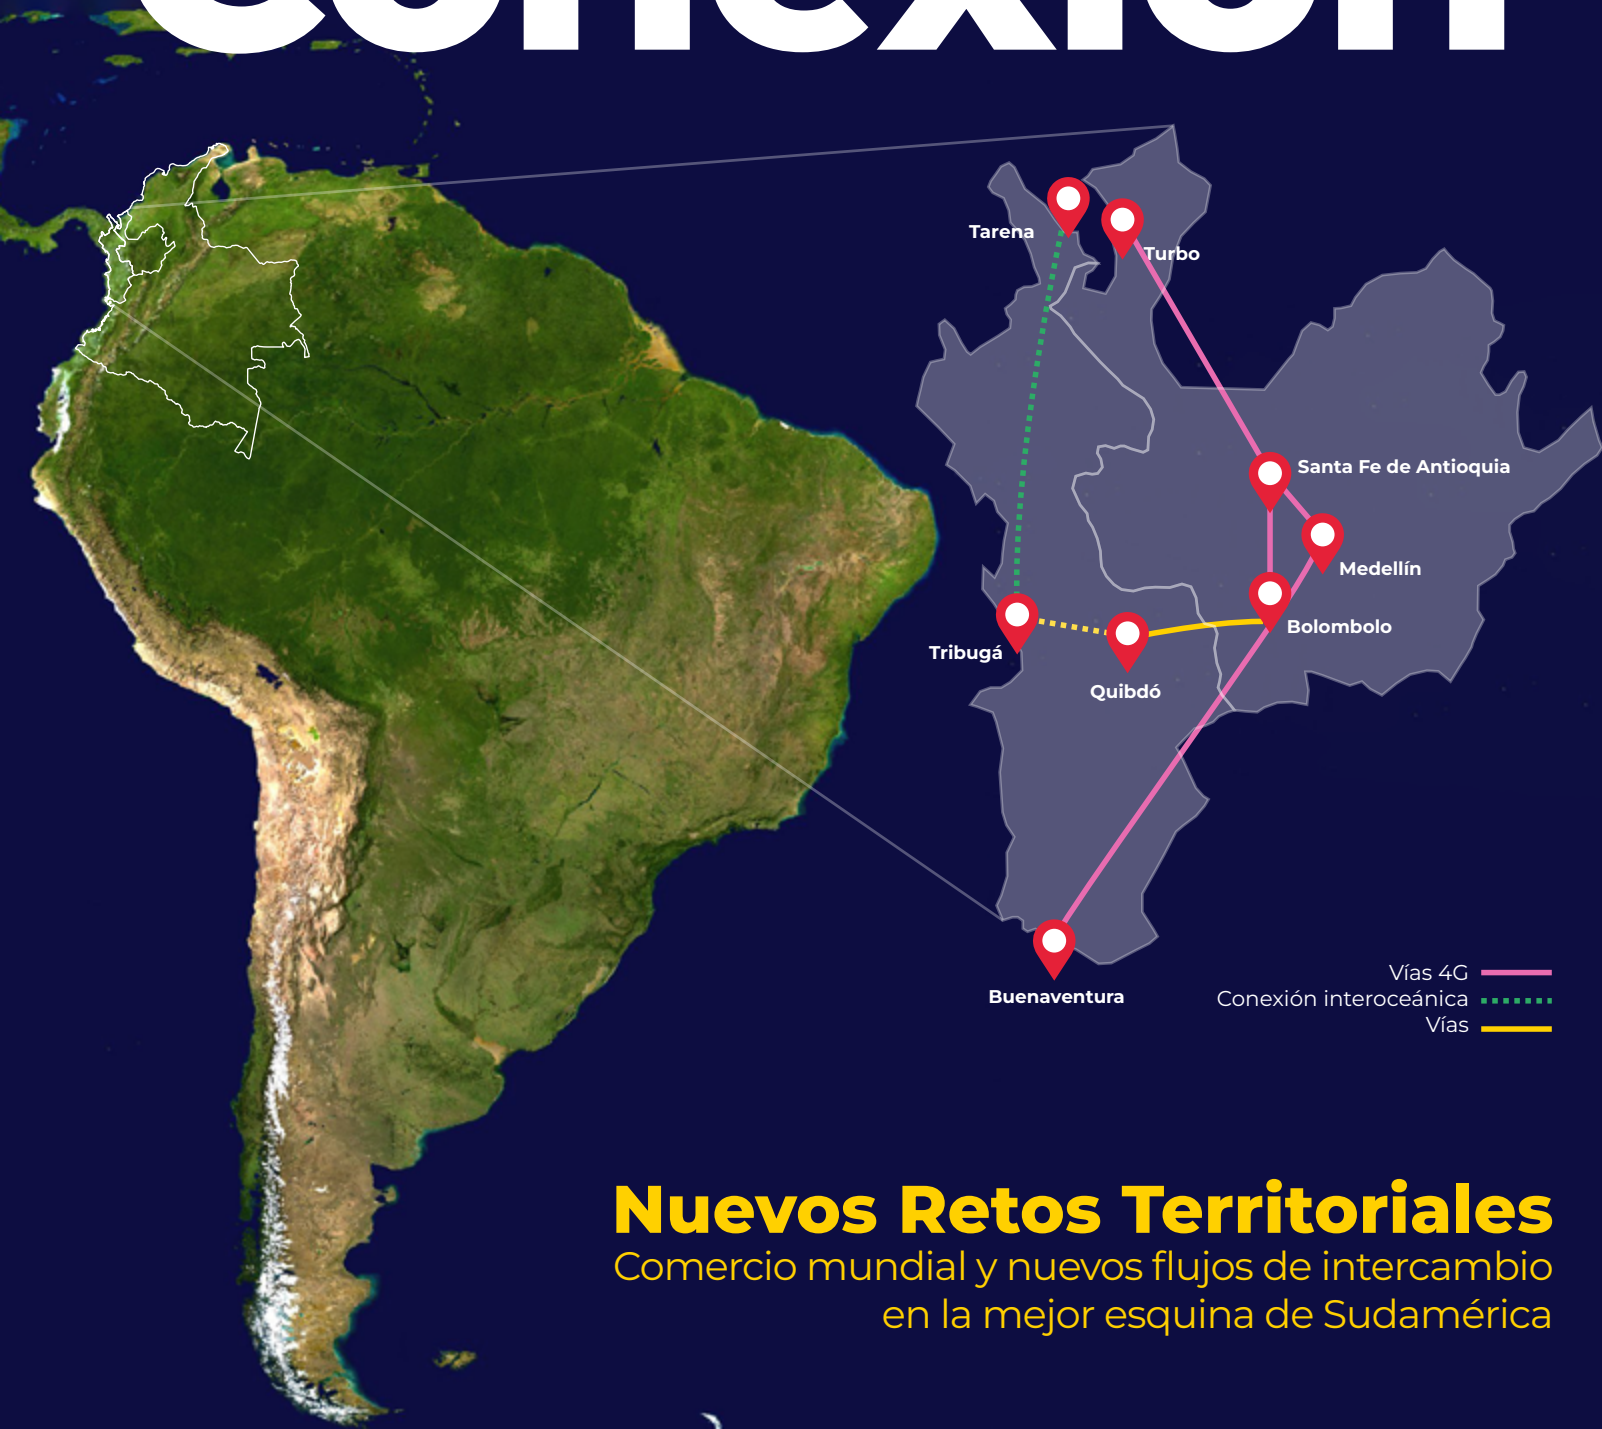 Conexión
Tarena
Turbo
Santa Fe de Antioquia
Medellín
Bolombolo
Tribugá
Quibdó
Buenaventura
Vías 4G
Conexión interoceánica
Vías
Nuevos Retos Territoriales
Comercio mundial y nuevos flujos de intercambio
en la mejor esquina de Sudamérica